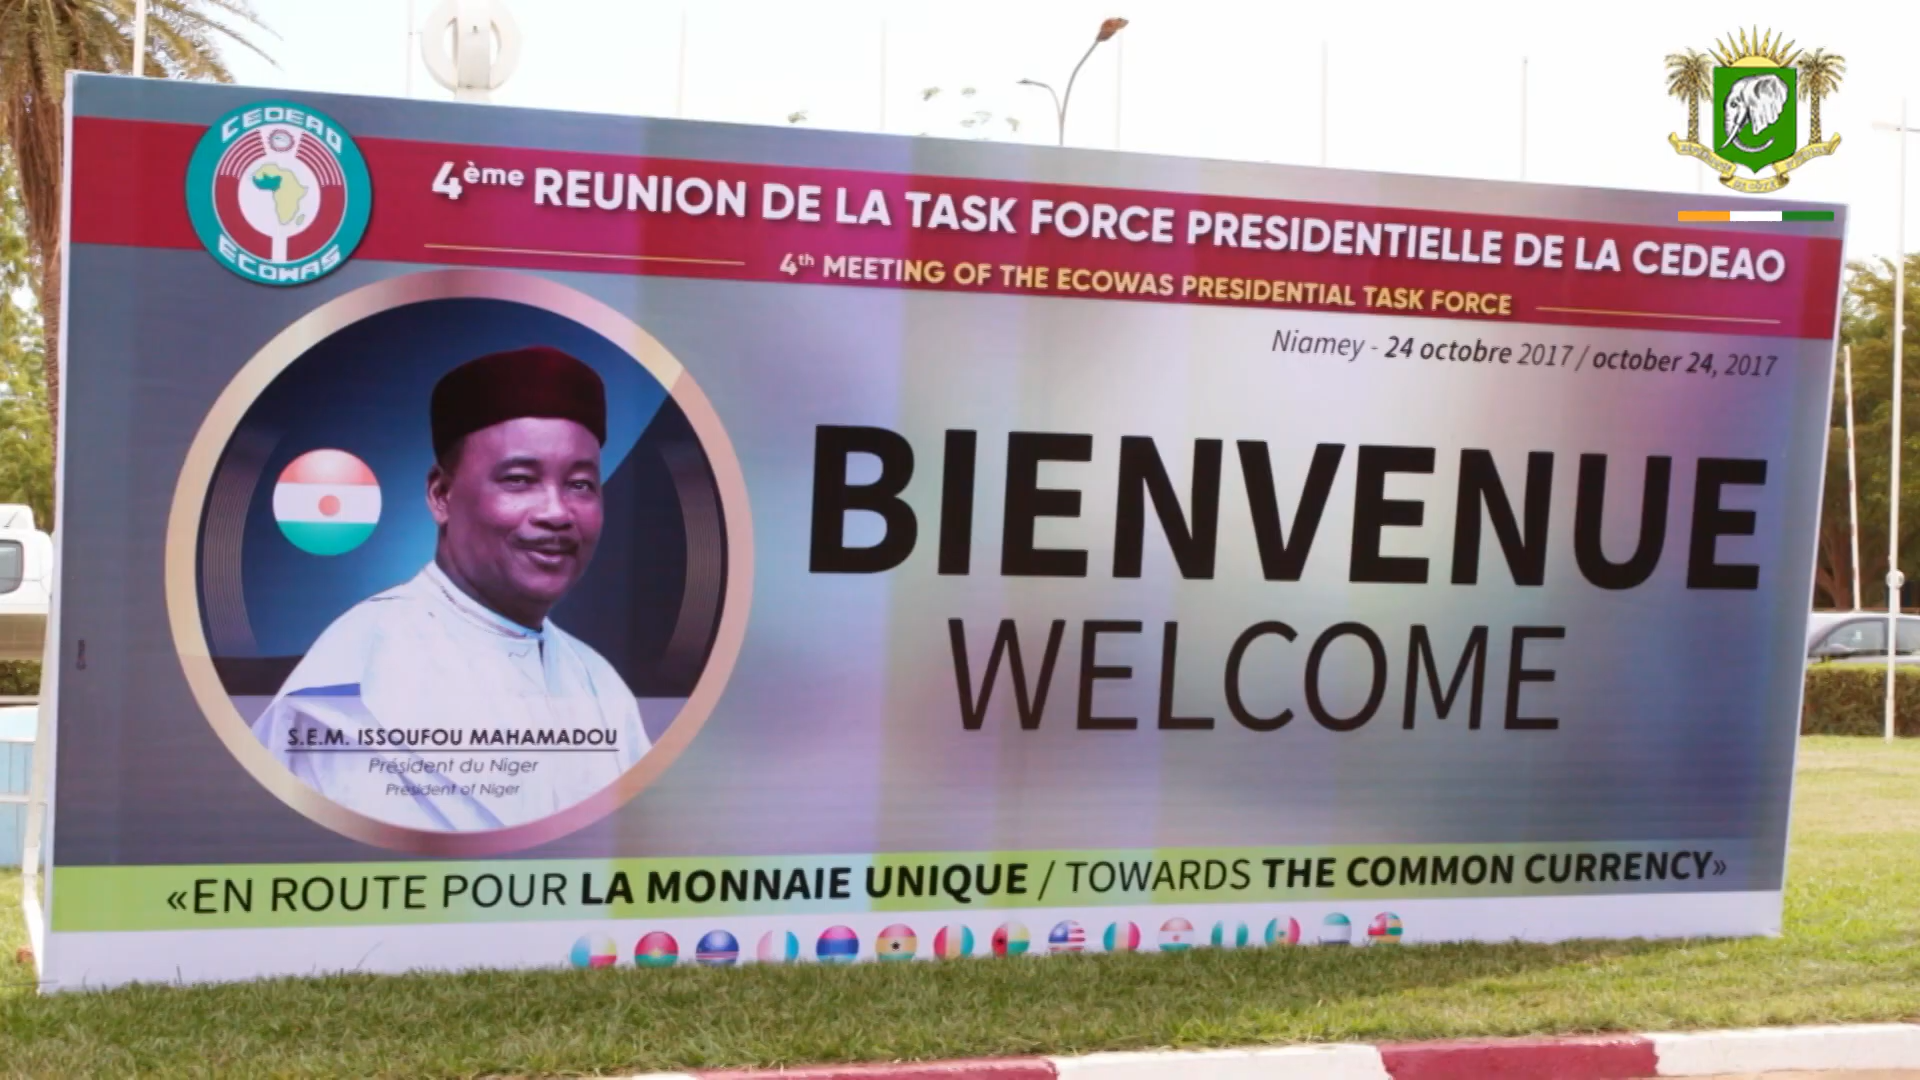 CEDEAO
ECOWAS
4ème REUNION DE LA TASK FORCE PRESIDENTIELLE DE LA CEDEAO
4th MEETING OF THE ECOWAS PRESIDENTIAL TASK FORCE
Niamey - 24 octobre 2017 / october 24, 2017
BIENVENUE
WELCOME
S.E.M. ISSOUFOU MAHAMADOU
Président du Niger
President of Niger
«EN ROUTE POUR LA MONNAIE UNIQUE / TOWARDS THE COMMON CURRENCY»